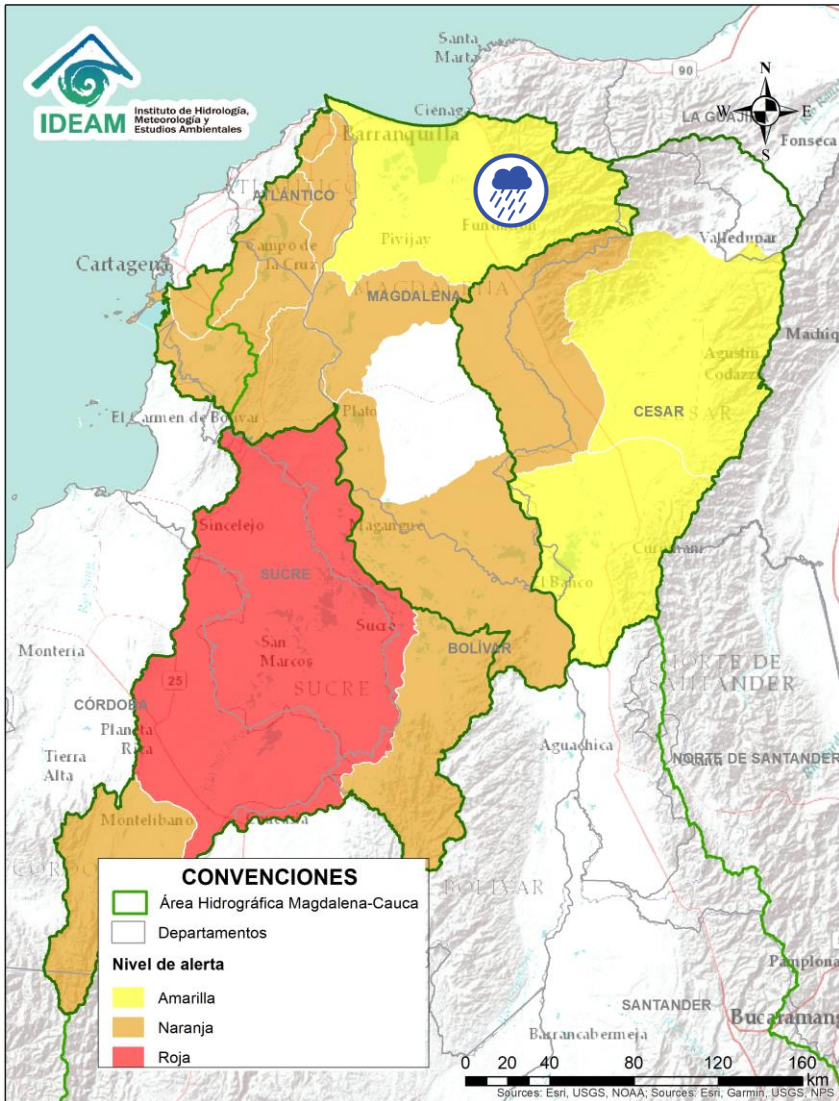 IDEAM
Instituto de Hidrología,
Meteorología y
Estudios Ambientales
Santa
Marta
90
N
W
E
S
LA GUAJI
Fonseca
Ciénaga
Barranquilla
ATLÁNTICO
Pivijay
Fundación
Valledupar
Cartagena
Campo de
la Cruz
MAGDALENA
Agustín
Codazzi
El Carmen de Bolívar
Plato
CESAR
Sincelejo
Magangué
SUCRE
El Banco
Montería
San
Marcos
Sucre
BOLÍVAR
SUCRE
25
CÓRDOBA
Planeta
Rica
Tierra
Alta
NORTE DE
SANTANDER
Aguachica
NORTE DE SANTANDER
Montelíbano
Caucasia
BOLÍVAR
CONVENCIONES
Área Hidrográfica Magdalena-Cauca
Departamentos
Nivel de alerta
Amarilla
Naranja
Roja
Pamplona
SANTANDER
Bucaramang
Barrancabermeja
0 20 40 80 120 160
km
Sources: Esri, USGS, NOAA; Sources: Esri, Garmin, USGS, NPS